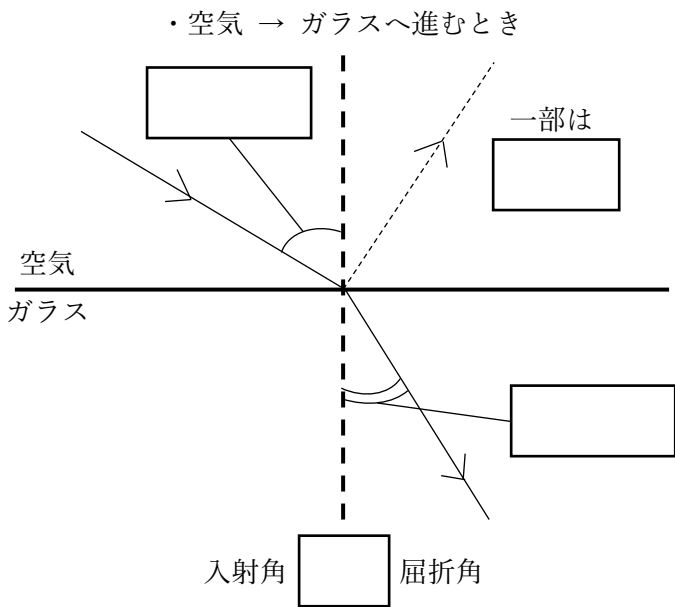 ・空気 → ガラスへ進むとき
一部は
空気
ガラス
入射角 屈折角